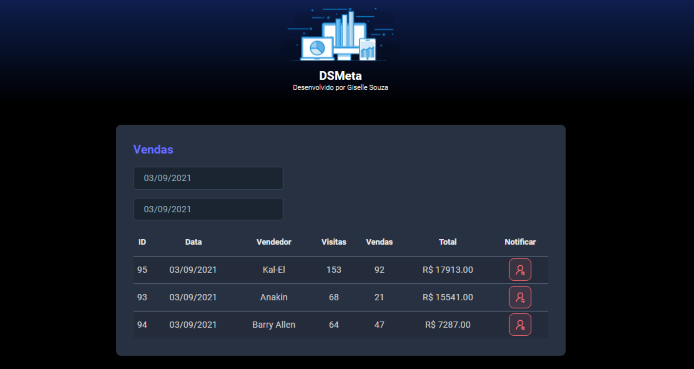 DSMeta
Desenvolvido por Giselle Souza
Vendas
03/09/2021
03/09/2021
ID Data Vendedor Visitas Vendas Total Notificar
95 03/09/2021 Kal-El 153 92 R$ 17913.00
93 03/09/2021 Anakin 68 21 R$ 15541.00
94 03/09/2021 Barry Allen 64 47 R$ 7287.00